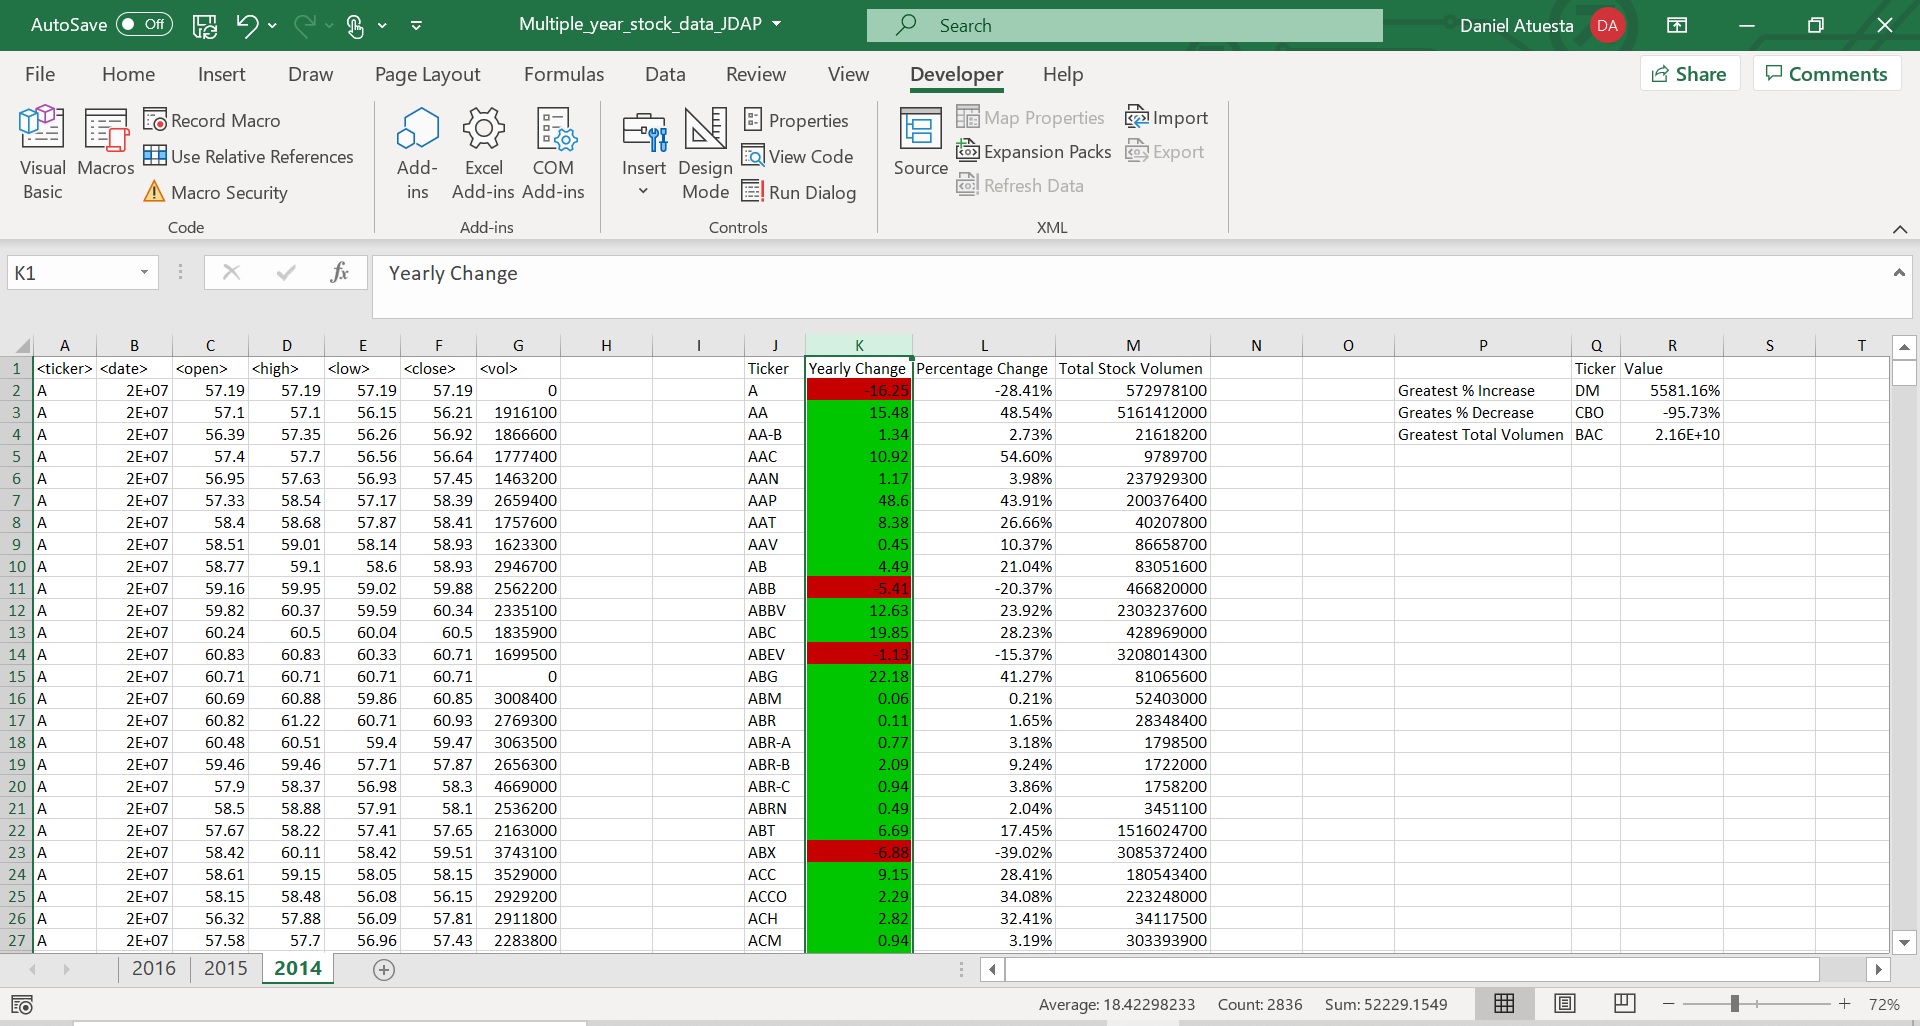 AutoSave Off Multiple_year_stock_data_JDAP Search Daniel Atuesta DA
File Home Insert Draw Page Layout Formulas Data Review View Developer Help Share Comments
Visual Basic
Macros
Record Macro
Use Relative References
Macro Security
Code
Add-ins
Excel Add-ins
COM Add-ins
Add-ins
Insert
Design Mode
Properties
View Code
Run Dialog
Controls
Source
Map Properties
Expansion Packs
Refresh Data
Import
Export
XML
K1 fx Yearly Change
A B C D E F G H I J K L M N O P Q R S T
1 <ticker> <date> <open> <high> <low> <close> <vol> Ticker Yearly Change Percentage Change Total Stock Volumen Ticker Value
2 A 2E+07 57.19 57.19 57.19 57.19 0 A -16.25 -28.41% 572978100 Greatest % Increase DM 5581.16%
3 A 2E+07 57.1 57.1 56.15 56.21 1916100 AA 15.48 48.54% 5161412000 Greates % Decrease CBO -95.73%
4 A 2E+07 56.39 57.35 56.26 56.92 1866600 AA-B 1.34 2.73% 21618200 Greatest Total Volumen BAC 2.16E+10
5 A 2E+07 57.4 57.7 56.56 56.64 1777400 AAC 10.92 54.60% 9789700
6 A 2E+07 56.95 57.63 56.93 57.45 1463200 AAN 1.17 3.98% 237929300
7 A 2E+07 57.33 58.54 57.17 58.39 2659400 AAP 48.6 43.91% 200376400
8 A 2E+07 58.4 58.68 57.87 58.41 1757600 AAT 8.38 26.66% 40207800
9 A 2E+07 58.51 59.01 58.14 58.93 1623300 AAV 0.45 10.37% 86658700
10 A 2E+07 58.77 59.1 58.6 58.93 2946700 AB 4.49 21.04% 83051600
11 A 2E+07 59.16 59.95 59.02 59.88 2562200 ABB -5.41 -20.37% 466820000
12 A 2E+07 59.82 60.37 59.59 60.34 2335100 ABBV 12.63 23.92% 2303237600
13 A 2E+07 60.24 60.5 60.04 60.5 1835900 ABC 19.85 28.23% 428969000
14 A 2E+07 60.83 60.83 60.33 60.71 1699500 ABEV -1.13 -15.37% 3208014300
15 A 2E+07 60.71 60.71 60.71 60.71 0 ABG 22.18 41.27% 81065600
16 A 2E+07 60.69 60.88 59.86 60.85 3008400 ABM 0.06 0.21% 52403000
17 A 2E+07 60.82 61.22 60.71 60.93 2769300 ABR 0.11 1.65% 28348400
18 A 2E+07 60.48 60.51 59.4 59.47 3063500 ABR-A 0.77 3.18% 1798500
19 A 2E+07 59.46 59.46 57.71 57.87 2656300 ABR-B 2.09 9.24% 1722000
20 A 2E+07 57.9 58.37 56.98 58.3 4669000 ABR-C 0.94 3.86% 1758200
21 A 2E+07 58.5 58.88 57.91 58.1 2536200 ABRN 0.49 2.04% 3451100
22 A 2E+07 57.67 58.22 57.41 57.65 2163000 ABT 6.69 17.45% 1516024700
23 A 2E+07 58.42 60.11 58.42 59.51 3743100 ABX -6.88 -39.02% 3085372400
24 A 2E+07 58.61 59.15 58.05 58.15 3529000 ACC 9.15 28.41% 180543400
25 A 2E+07 58.15 58.48 56.08 56.15 2929200 ACCO 2.29 34.08% 223248000
26 A 2E+07 56.32 57.88 56.09 57.81 2911800 ACH 2.82 32.41% 34117500
27 A 2E+07 57.58 57.7 56.96 57.43 2283800 ACM 0.94 3.19% 303393900
2016 2015 2014
Average: 18.42298233 Count: 2836 Sum: 52229.1549 72%